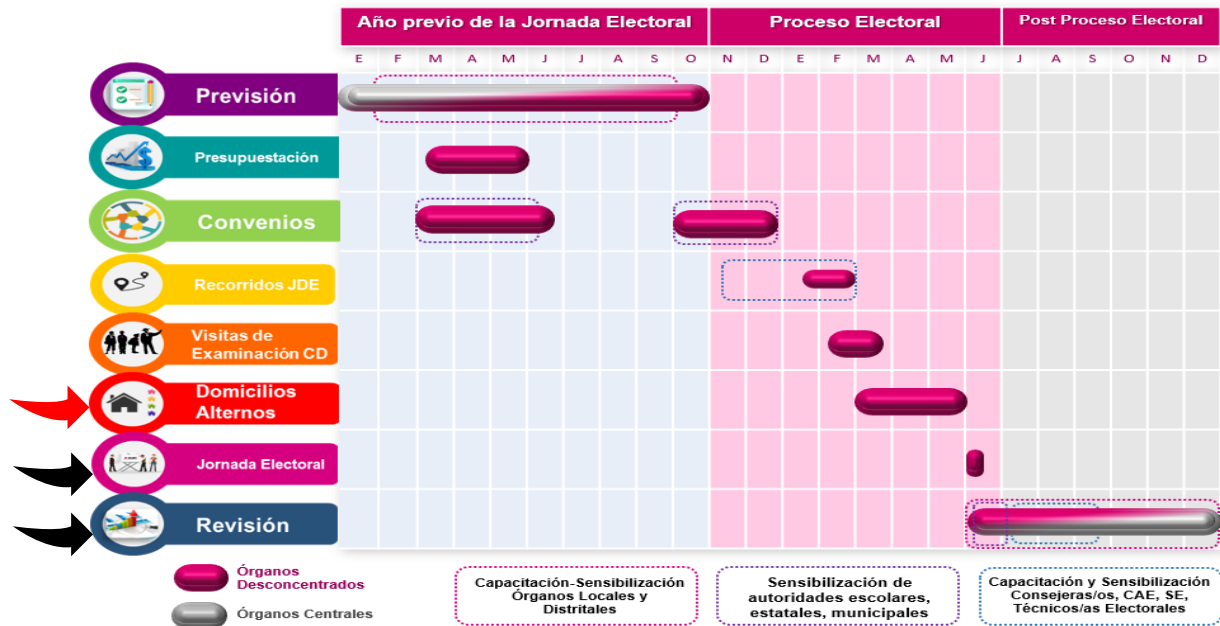 Año previo de la Jornada Electoral
Proceso Electoral
Post Proceso Electoral
E F M A M J J A S O N D E F M A M J J A S O N D
Previsión
Presupuestación
Convenios
Recorridos JDE
Visitas de
Examinación CD
Domicilios
Alternos
Jornada Electoral
Revisión
Órganos
Desconcentrados
Órganos Centrales
Capacitación-Sensibilización
Órganos Locales y
Distritales
Sensibilización de
autoridades escolares,
estatales, municipales
Capacitación y Sensibilización
Consejeras/os, CAE, SE,
Técnicos/as Electorales